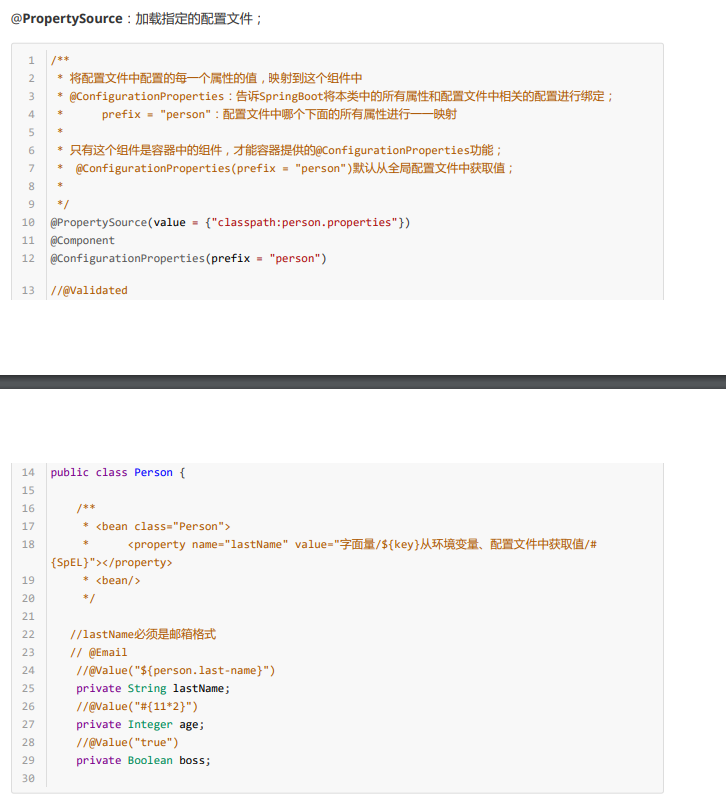 @PropertySource：加载指定的配置文件；
1 /**
2  * 将配置文件中配置的每一个属性的值，映射到这个组件中
3  * @ConfigurationProperties：告诉SpringBoot将本类中的所有属性和配置文件中相关的配置进行绑定；
4  *      prefix = "person"：配置文件中哪个下面的所有属性进行一一映射
5  *
6  * 只有这个组件是容器中的组件，才能容器提供的@ConfigurationProperties功能；
7  *  @ConfigurationProperties(prefix = "person")默认从全局配置文件中获取值；
8  *
9  */
10 @PropertySource(value = {"classpath:person.properties"})
11 @Component
12 @ConfigurationProperties(prefix = "person")
13 //@Validated
14 public class Person {
15
16     /**
17      * <bean class="Person">
18      *      <property name="lastName" value="字面量/${key}从环境变量、配置文件中获取值/#
{SpEL}"></property>
19      * <bean/>
20      */
21
22    //lastName必须是邮箱格式
23    // @Email
24     //@Value("${person.last-name}")
25     private String lastName;
26     //@Value("#{11*2}")
27     private Integer age;
28     //@Value("true")
29     private Boolean boss;
30